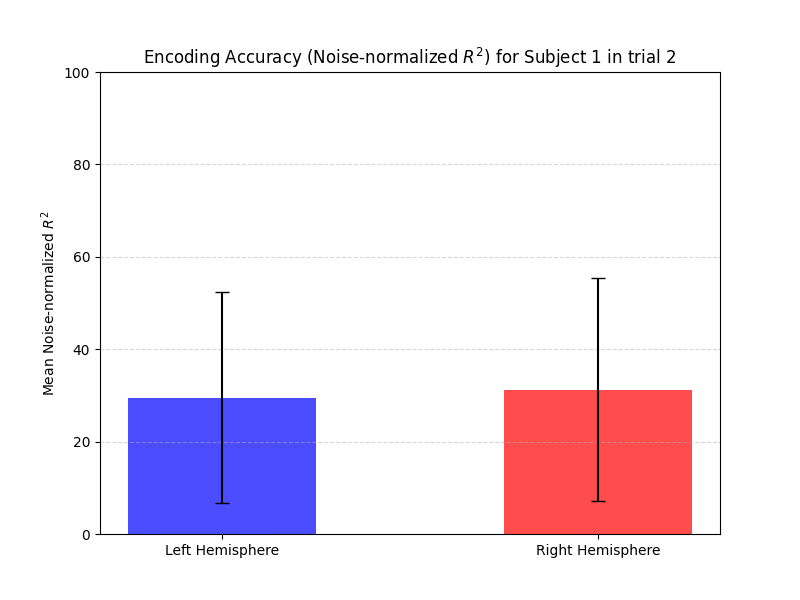 Encoding Accuracy (Noise-normalized R²) for Subject 1 in trial 2
Mean Noise-normalized R²
100
80
60
40
20
0
Left Hemisphere Right Hemisphere